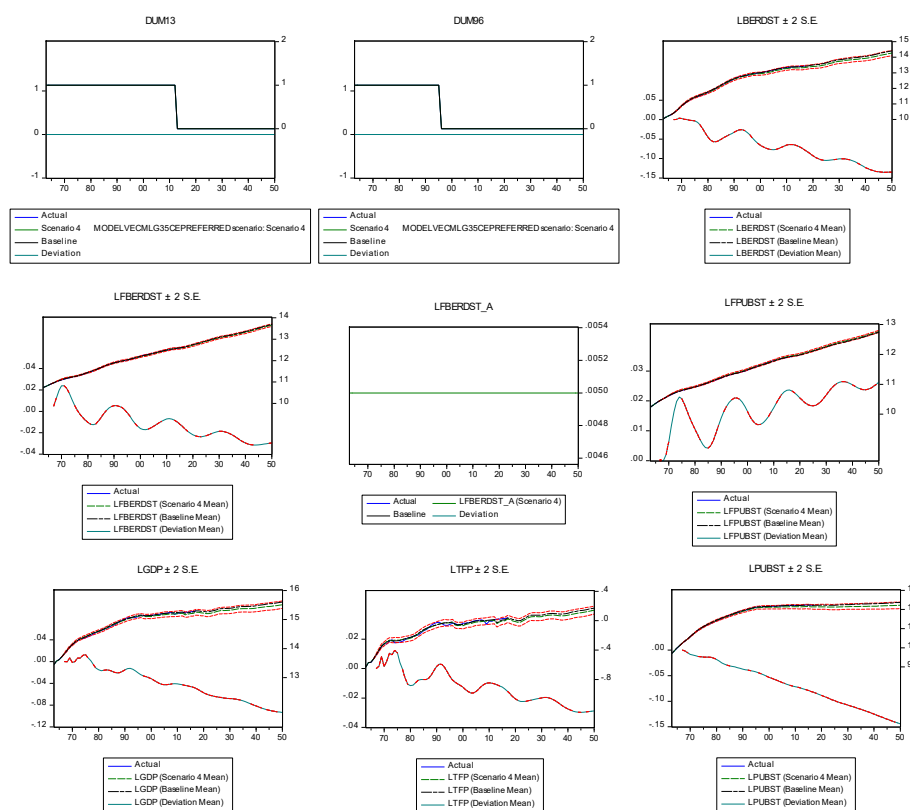 DUM13
DUM96
LBERDST ± 2 S.E.
2
1
0
1
0
-1
70 80 90 00 10 20 30 40 50
2
1
0
1
0
-1
70 80 90 00 10 20 30 40 50
15
14
13
12
11
10
.05
.00
-.05
-.10
-.15
70 80 90 00 10 20 30 40 50
Actual
Scenario 4 MODELVECMLG35CEPREFERRED scenario: Scenario 4
Baseline
Deviation
Actual
Scenario 4 MODELVECMLG35CEPREFERRED scenario: Scenario 4
Baseline
Deviation
Actual
LBERDST (Scenario 4 Mean)
LBERDST (Baseline Mean)
LBERDST (Deviation Mean)
LFBERDST ± 2 S.E.
LFBERDST_A
LFPUBST ± 2 S.E.
14
13
12
11
10
.04
.02
.00
-.02
-.04
70 80 90 00 10 20 30 40 50
.0054
.0052
.0050
.0048
.0046
70 80 90 00 10 20 30 40 50
13
12
11
10
.03
.02
.01
.00
70 80 90 00 10 20 30 40 50
Actual
LFBERDST (Scenario 4 Mean)
LFBERDST (Baseline Mean)
LFBERDST (Deviation Mean)
Actual LFBERDST_A (Scenario 4)
Baseline Deviation
Actual
LFPUBST (Scenario 4 Mean)
LFPUBST (Baseline Mean)
LFPUBST (Deviation Mean)
LGDP ± 2 S.E.
LTFP ± 2 S.E.
LPUBST ± 2 S.E.
16
15
14
13
.04
.00
-.04
-.08
-.12
70 80 90 00 10 20 30 40 50
.4
.0
-.4
-.8
.02
.00
-.02
-.04
70 80 90 00 10 20 30 40 50
9
.00
-.05
-.10
-.15
70 80 90 00 10 20 30 40 50
Actual
LGDP (Scenario 4 Mean)
LGDP (Baseline Mean)
LGDP (Deviation Mean)
Actual
LTFP (Scenario 4 Mean)
LTFP (Baseline Mean)
LTFP (Deviation Mean)
Actual
LPUBST (Scenario 4 Mean)
LPUBST (Baseline Mean)
LPUBST (Deviation Mean)